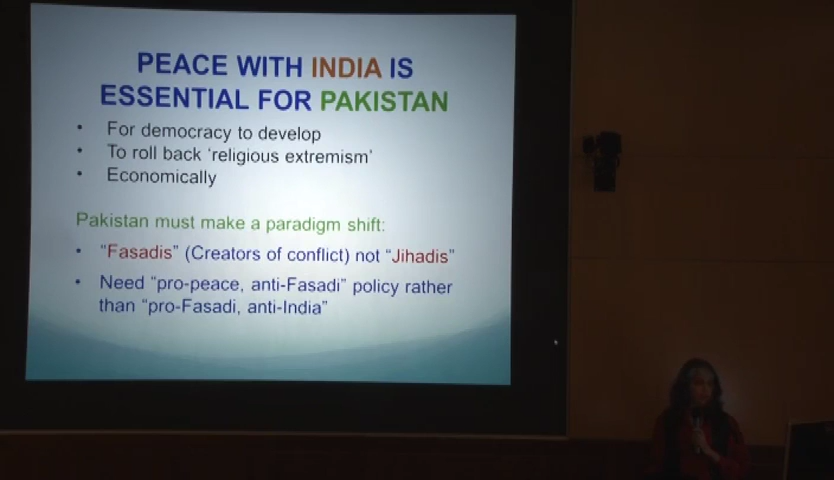 PEACE WITH INDIA IS
ESSENTIAL FOR PAKISTAN
• For democracy to develop
• To roll back 'religious extremism'
• Economically
Pakistan must make a paradigm shift:
• "Fasadis" (Creators of conflict) not "Jihadis"
• Need "pro-peace, anti-Fasadi" policy rather
than "pro-Fasadi, anti-India"